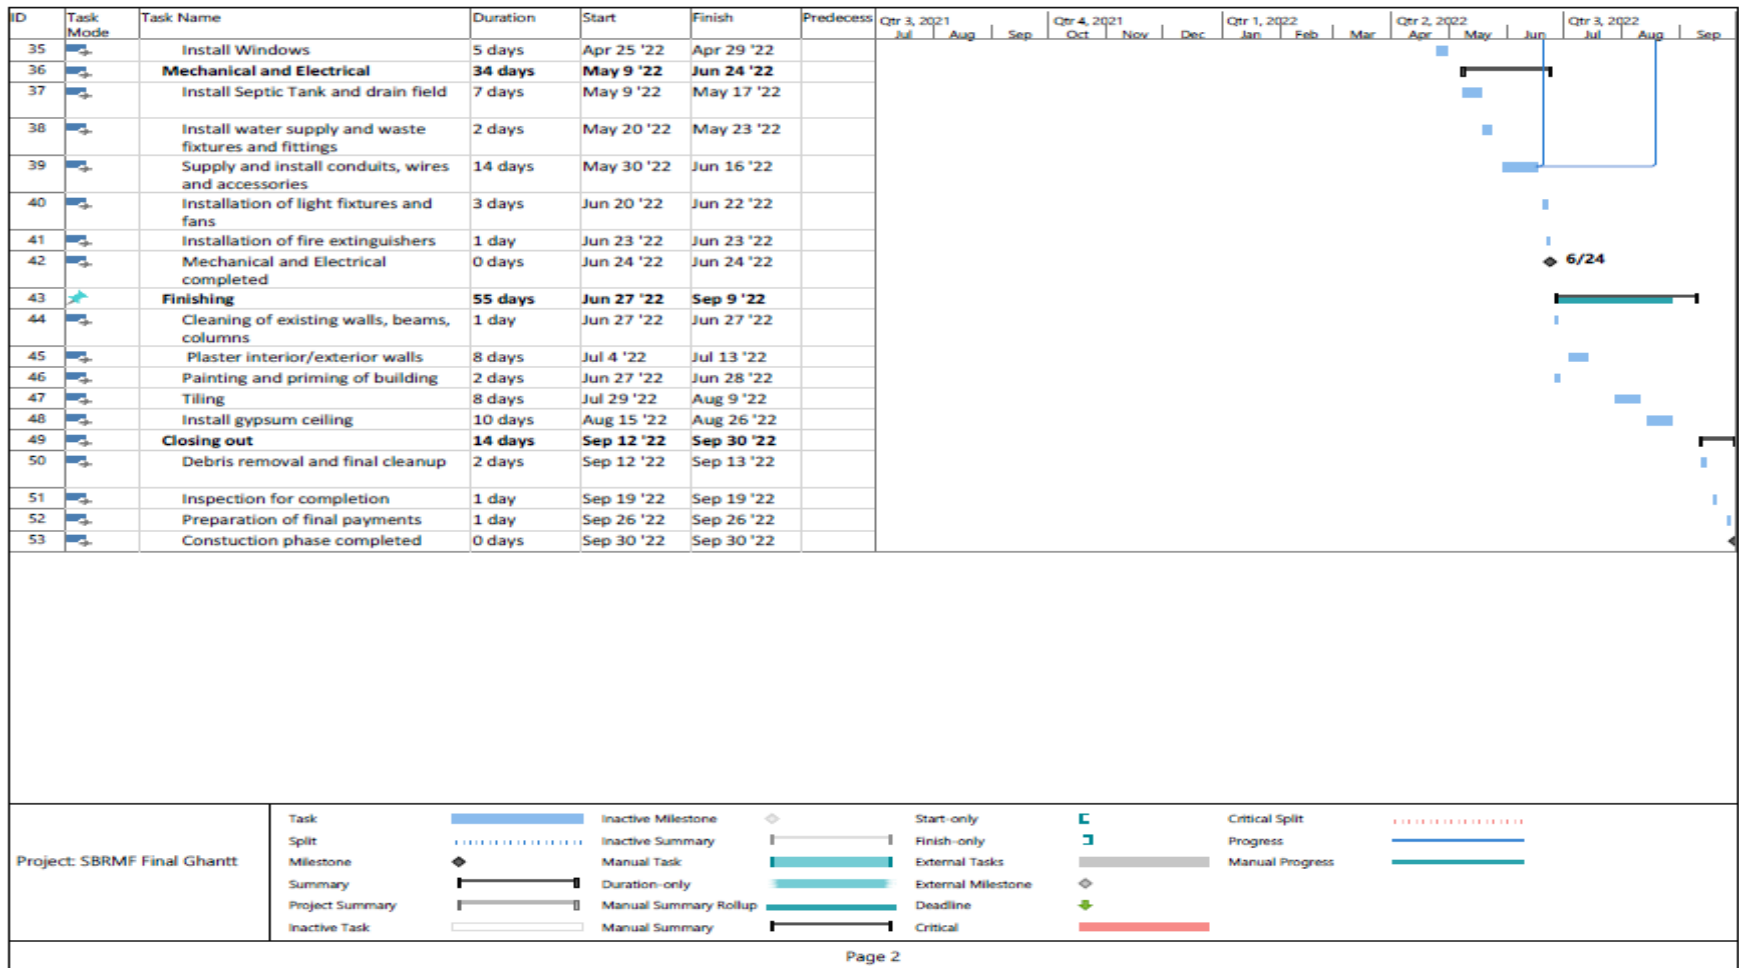 ID Task Mode Task Name Duration Start Finish Predecess Qtr 3, 2021 Qtr 4, 2021 Qtr 1, 2022 Qtr 2, 2022 Qtr 3, 2022
Jul Aug Sep Oct Nov Dec Jan Feb Mar Apr May Jun Jul Aug Sep
35 Install Windows 5 days Apr 25 '22 Apr 29 '22
36 Mechanical and Electrical 34 days May 9 '22 Jun 24 '22
37 Install Septic Tank and drain field 7 days May 9 '22 May 17 '22
38 Install water supply and waste 2 days May 20 '22 May 23 '22
fixtures and fittings
39 Supply and install conduits, wires 14 days May 30 '22 Jun 16 '22
and accessories
40 Installation of light fixtures and 3 days Jun 20 '22 Jun 22 '22
fans
41 Installation of fire extinguishers 1 day Jun 23 '22 Jun 23 '22
42 Mechanical and Electrical 0 days Jun 24 '22 Jun 24 '22 6/24
completed
43 Finishing 55 days Jun 27 '22 Sep 9 '22
44 Cleaning of existing walls, beams, 1 day Jun 27 '22 Jun 27 '22
columns
45 Plaster interior/exterior walls 8 days Jul 4 '22 Jul 13 '22
46 Painting and priming of building 2 days Jun 27 '22 Jun 28 '22
47 Tiling 8 days Jul 29 '22 Aug 9 '22
48 Install gypsum ceiling 10 days Aug 15 '22 Aug 26 '22
49 Closing out 14 days Sep 12 '22 Sep 30 '22
50 Debris removal and final cleanup 2 days Sep 12 '22 Sep 13 '22
51 Inspection for completion 1 day Sep 19 '22 Sep 19 '22
52 Preparation of final payments 1 day Sep 26 '22 Sep 26 '22
53 Constuction phase completed 0 days Sep 30 '22 Sep 30 '22
Project: SBRMF Final Ghantt
Task Inactive Milestone Start-only Critical Split
Split Inactive Summary Finish-only Progress
Milestone Manual Task External Tasks Manual Progress
Summary Duration-only External Milestone
Project Summary Manual Summary Rollup Deadline
Inactive Task Manual Summary Critical
Page 2